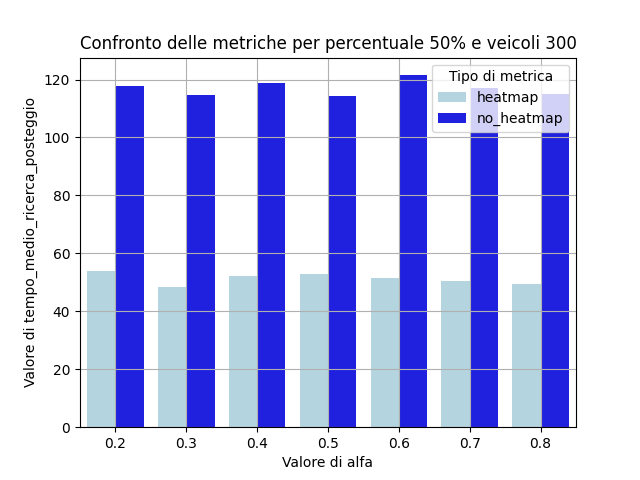 Confronto delle metriche per percentuale 50% e veicoli 300
Valore di tempo_medio_ricerca_posteggio
120
100
80
60
40
20
0
Tipo di metrica
heatmap
no_heatmap
0.2 0.3 0.4 0.5 0.6 0.7 0.8
Valore di alfa